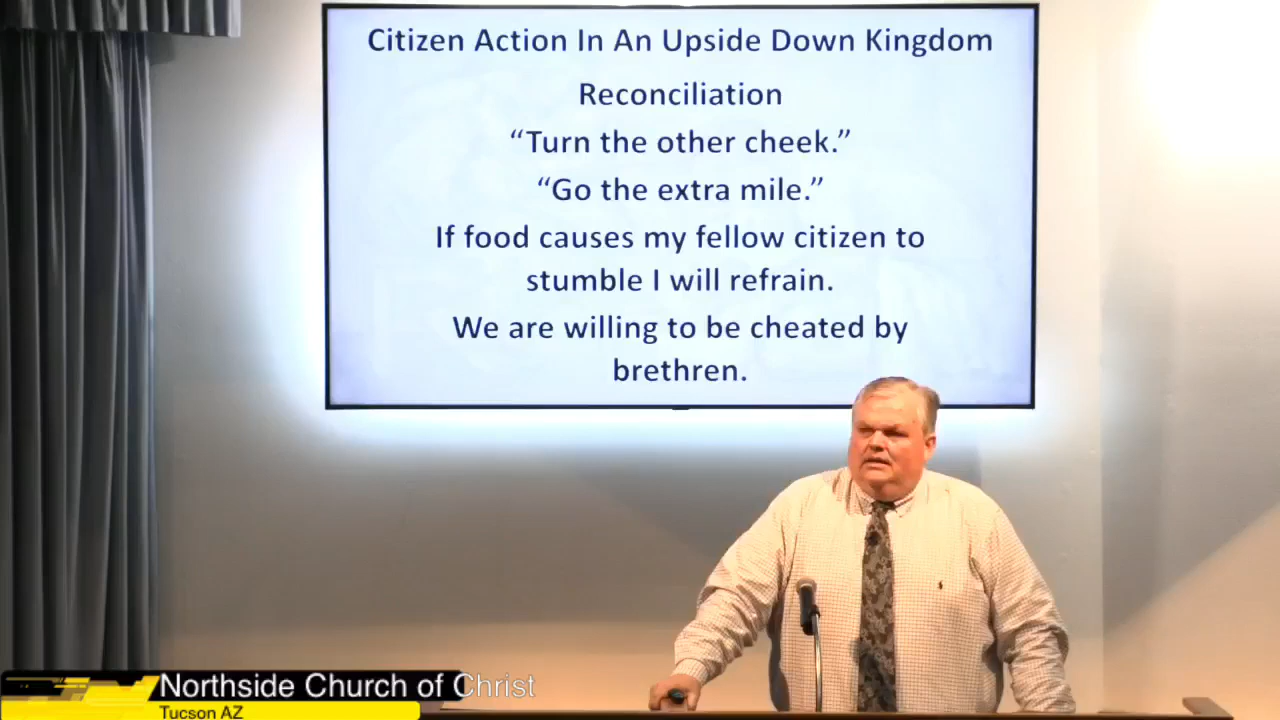 Citizen Action In An Upside Down Kingdom
Reconciliation
“Turn the other cheek.”
“Go the extra mile.”
If food causes my fellow citizen to
stumble I will refrain.
We are willing to be cheated by
brethren.
Northside Church of Christ
Tucson AZ